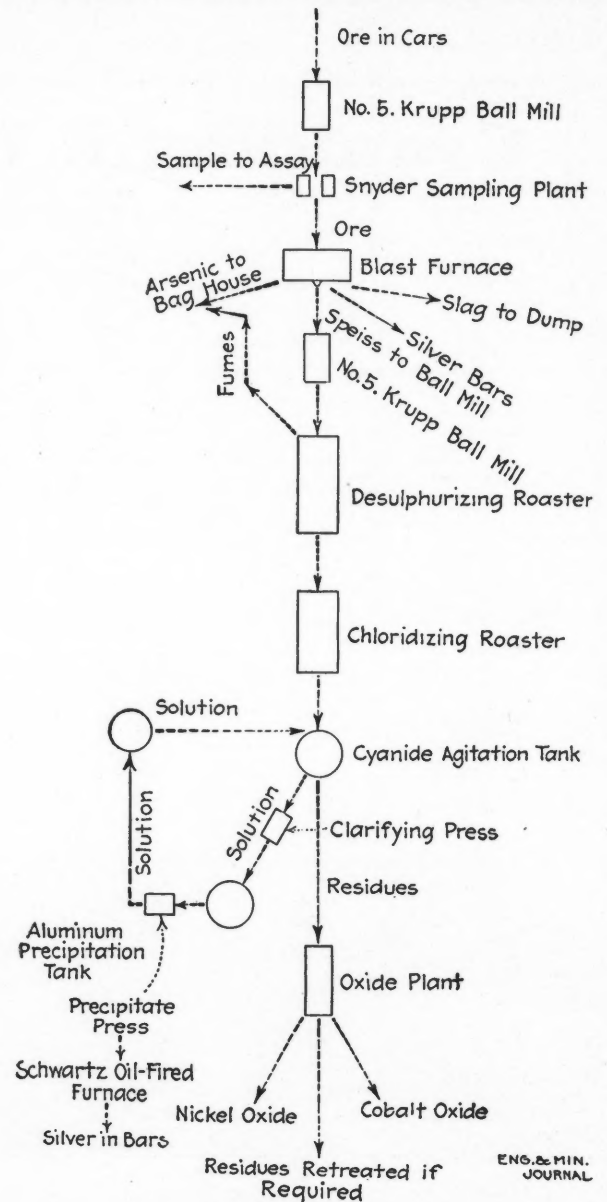 Ore in Cars
No. 5. Krupp Ball Mill
Sample to Assay
Snyder Sampling Plant
Ore
Blast Furnace
Arsenic to
Bag House
Slag to Dump
Silver Bars
Speiss to
Ball Mill
Fumes
No. 5. Krupp Ball Mill
Desulphurizing Roaster
Chloridizing Roaster
Solution
Cyanide Agitation Tank
Solution
Clarifying Press
Solution
Residues
Aluminum
Precipitation
Tank
Oxide Plant
Precipitate
Press
Schwartz Oil-Fired
Furnace
Nickel Oxide
Cobalt Oxide
Silver in Bars
Residues Retreated if
Required
ENG. & MIN.
JOURNAL